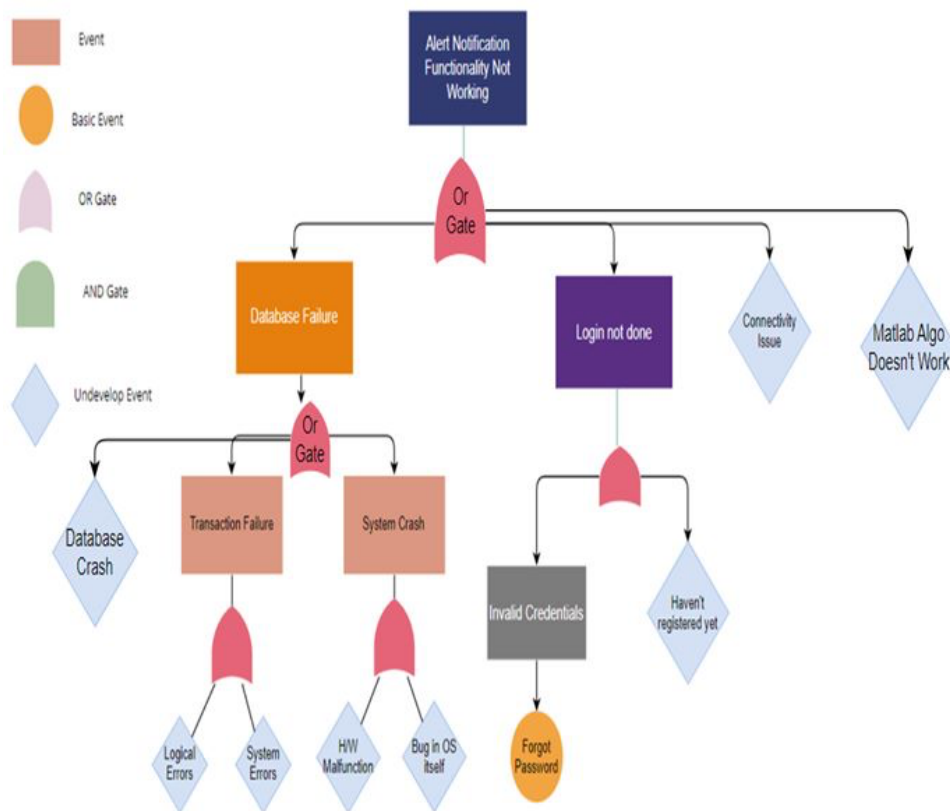 Event
Basic Event
OR Gate
AND Gate
Undevelop Event
Alert Notification
Functionality Not
Working
Or
Gate
Database Failure
Login not done
Connectivity
Issue
Matlab Algo
Doesn't Work
Or
Gate
Database
Crash
Transaction Failure
System Crash
Invalid Credentials
Haven't
registered yet
Logical
Errors
System
Errors
H/W
Malfunction
Bug in OS
itself
Forgot
Password